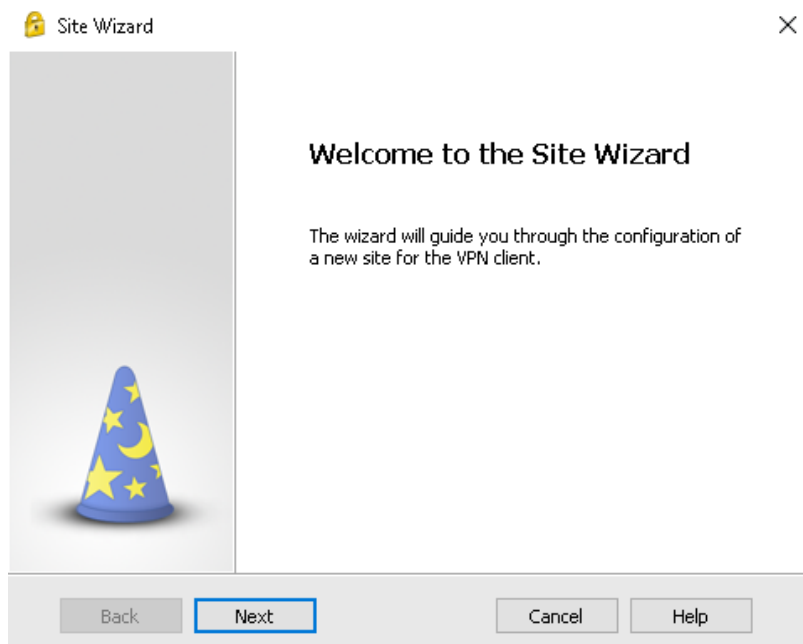 Site Wizard
Welcome to the Site Wizard
The wizard will guide you through the configuration of
a new site for the VPN client.
Back
Next
Cancel
Help